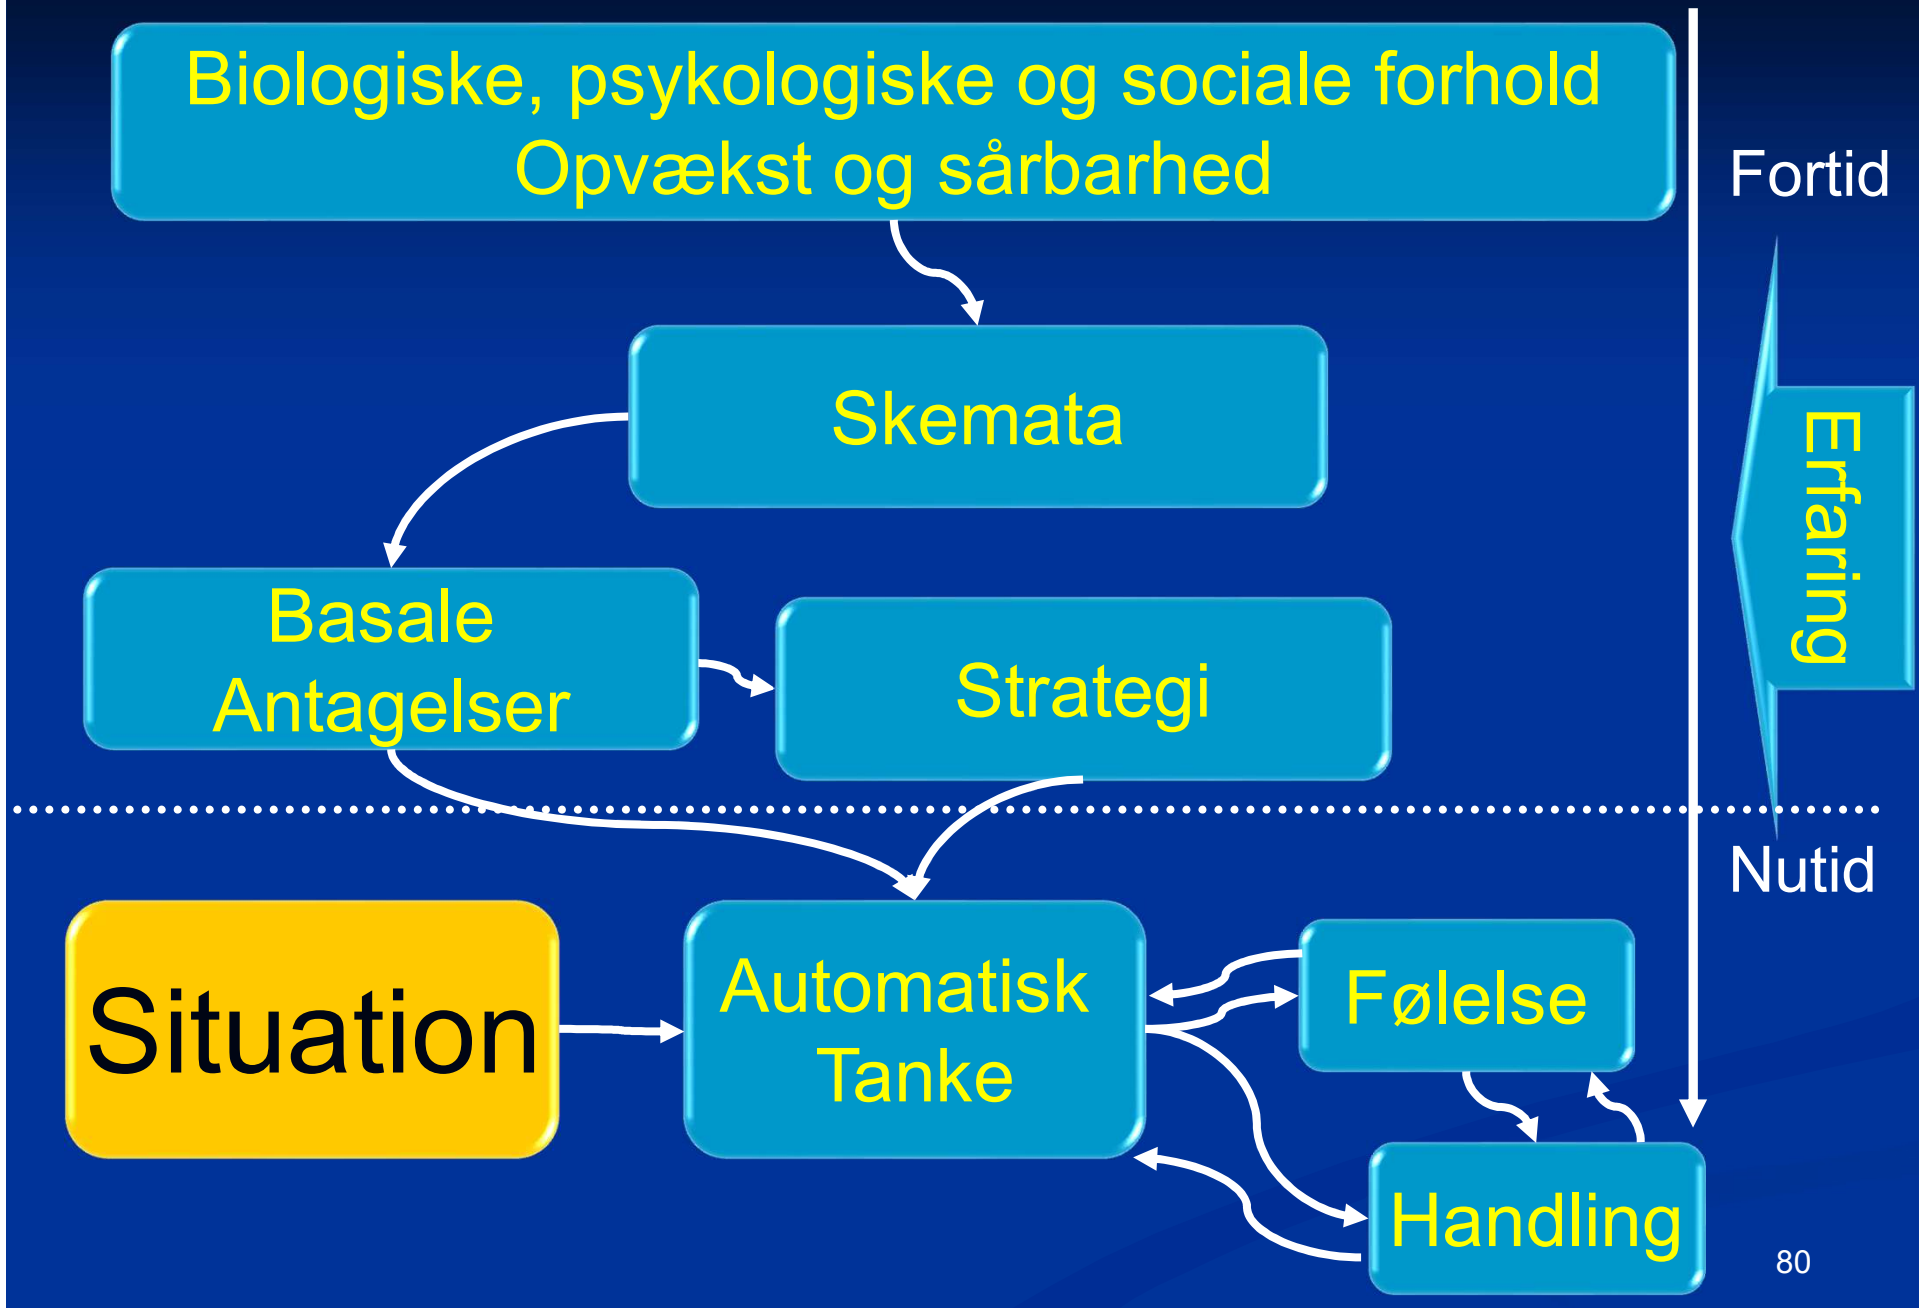 Biologiske, psykologiske og sociale forhold
Opvækst og sårbarhed
Fortid
Skemata
Erfaring
Basale
Antagelser
Strategi
Nutid
Situation
Automatisk
Tanke
Følelse
Handling
80